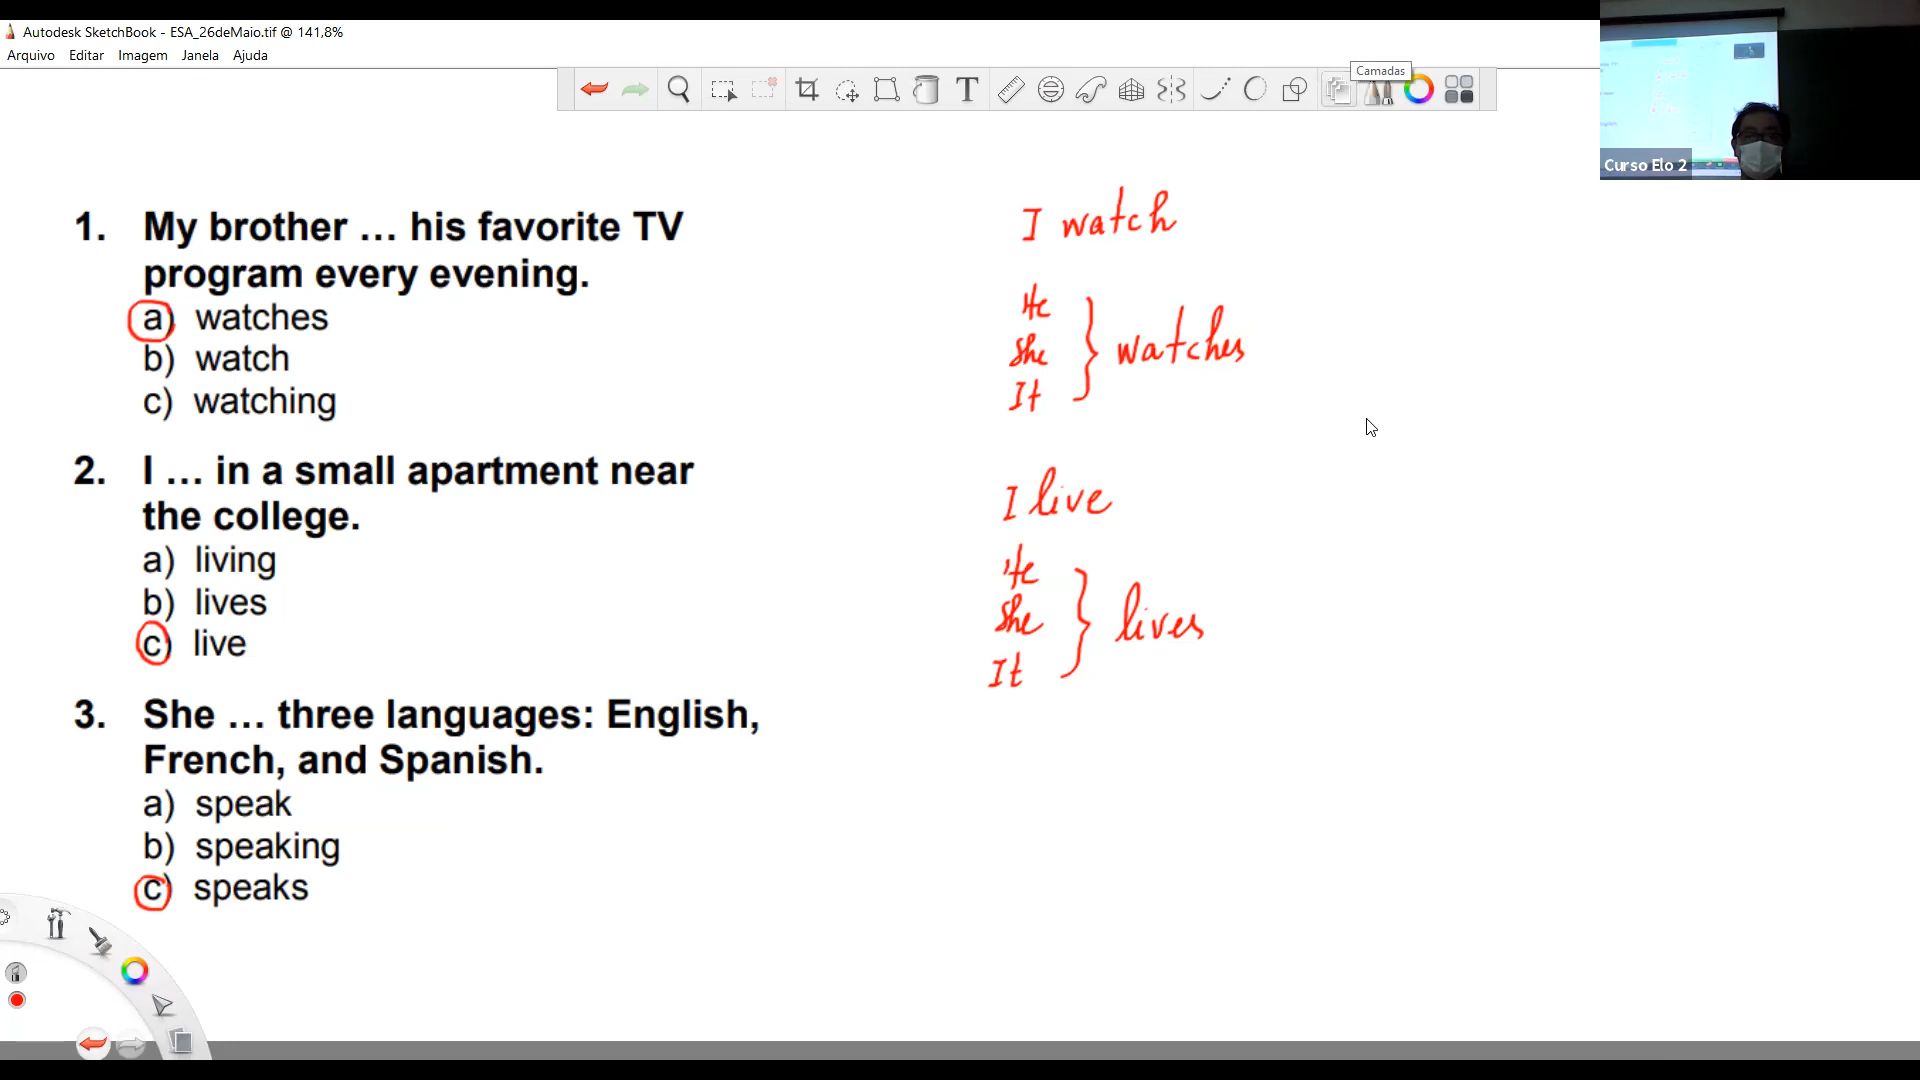 Autodesk SketchBook - ESA_26deMaio.tif @ 141,8%
Arquivo Editar Imagem Janela Ajuda
T
Camadas
Curso Elo 2
1. My brother … his favorite TV
program every evening.
a) watches
b) watch
c) watching
2. I … in a small apartment near
the college.
a) living
b) lives
c) live
3. She … three languages: English,
French, and Spanish.
a) speak
b) speaking
c) speaks
I watch
He
She
It
watches
I live
He
She
It
lives